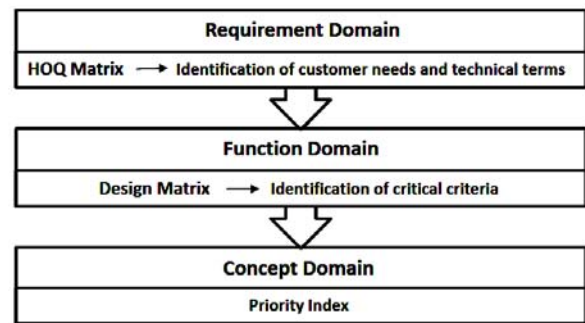 Requirement Domain
HOQ Matrix → Identification of customer needs and technical terms
Function Domain
Design Matrix → Identification of critical criteria
Concept Domain
Priority Index